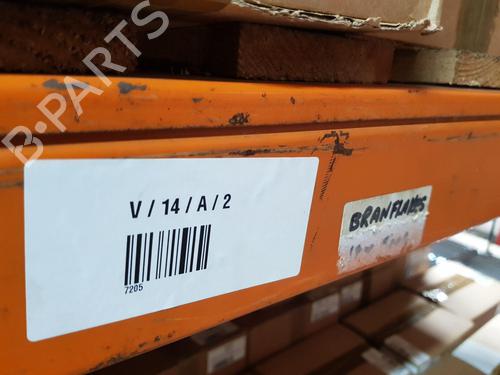 B-PARTS
V / 14 / A / 2
7205
BRANFLAKES